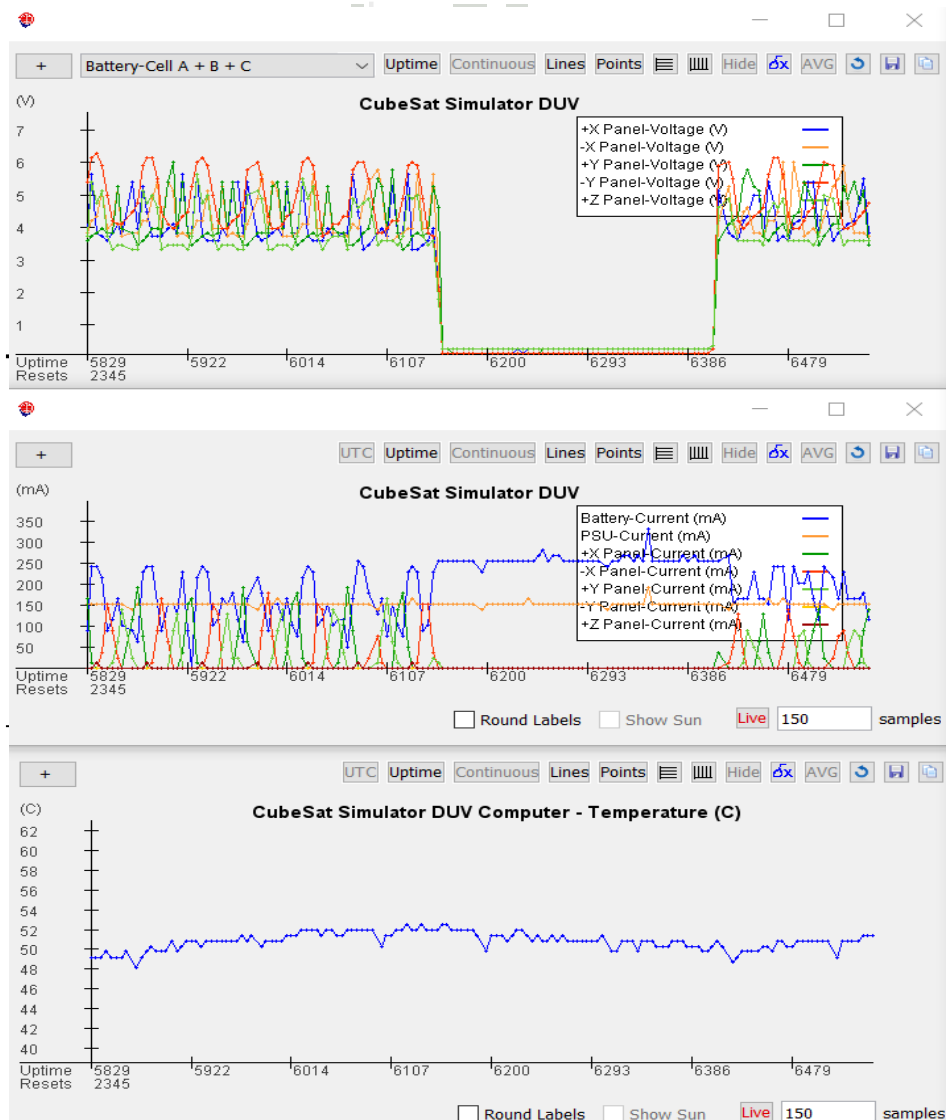 + Battery-Cell A + B + C Uptime Continuous Lines Points Hide AVG
(V) CubeSat Simulator DUV
7
6
5
4
3
2
1
+X Panel-Voltage (V)
-X Panel-Voltage (V)
+Y Panel-Voltage (V)
-Y Panel-Voltage (V)
+Z Panel-Voltage (V)
Uptime 5829 5922 6014 6107 6200 6293 6386 6479
Resets 2345
+ UTC Uptime Continuous Lines Points Hide AVG
(mA) CubeSat Simulator DUV
350
300
250
200
150
100
50
Battery-Current (mA)
PSU-Current (mA)
+X Panel-Current (mA)
-X Panel-Current (mA)
+Y Panel-Current (mA)
-Y Panel-Current (mA)
+Z Panel-Current (mA)
Uptime 5829 5922 6014 6107 6200 6293 6386 6479
Resets 2345
Round Labels Show Sun Live 150 samples
+ UTC Uptime Continuous Lines Points Hide AVG
(C) CubeSat Simulator DUV Computer - Temperature (C)
62
60
58
56
54
52
50
48
46
44
42
40
Uptime 5829 5922 6014 6107 6200 6293 6386 6479
Resets 2345
Round Labels Show Sun Live 150 samples